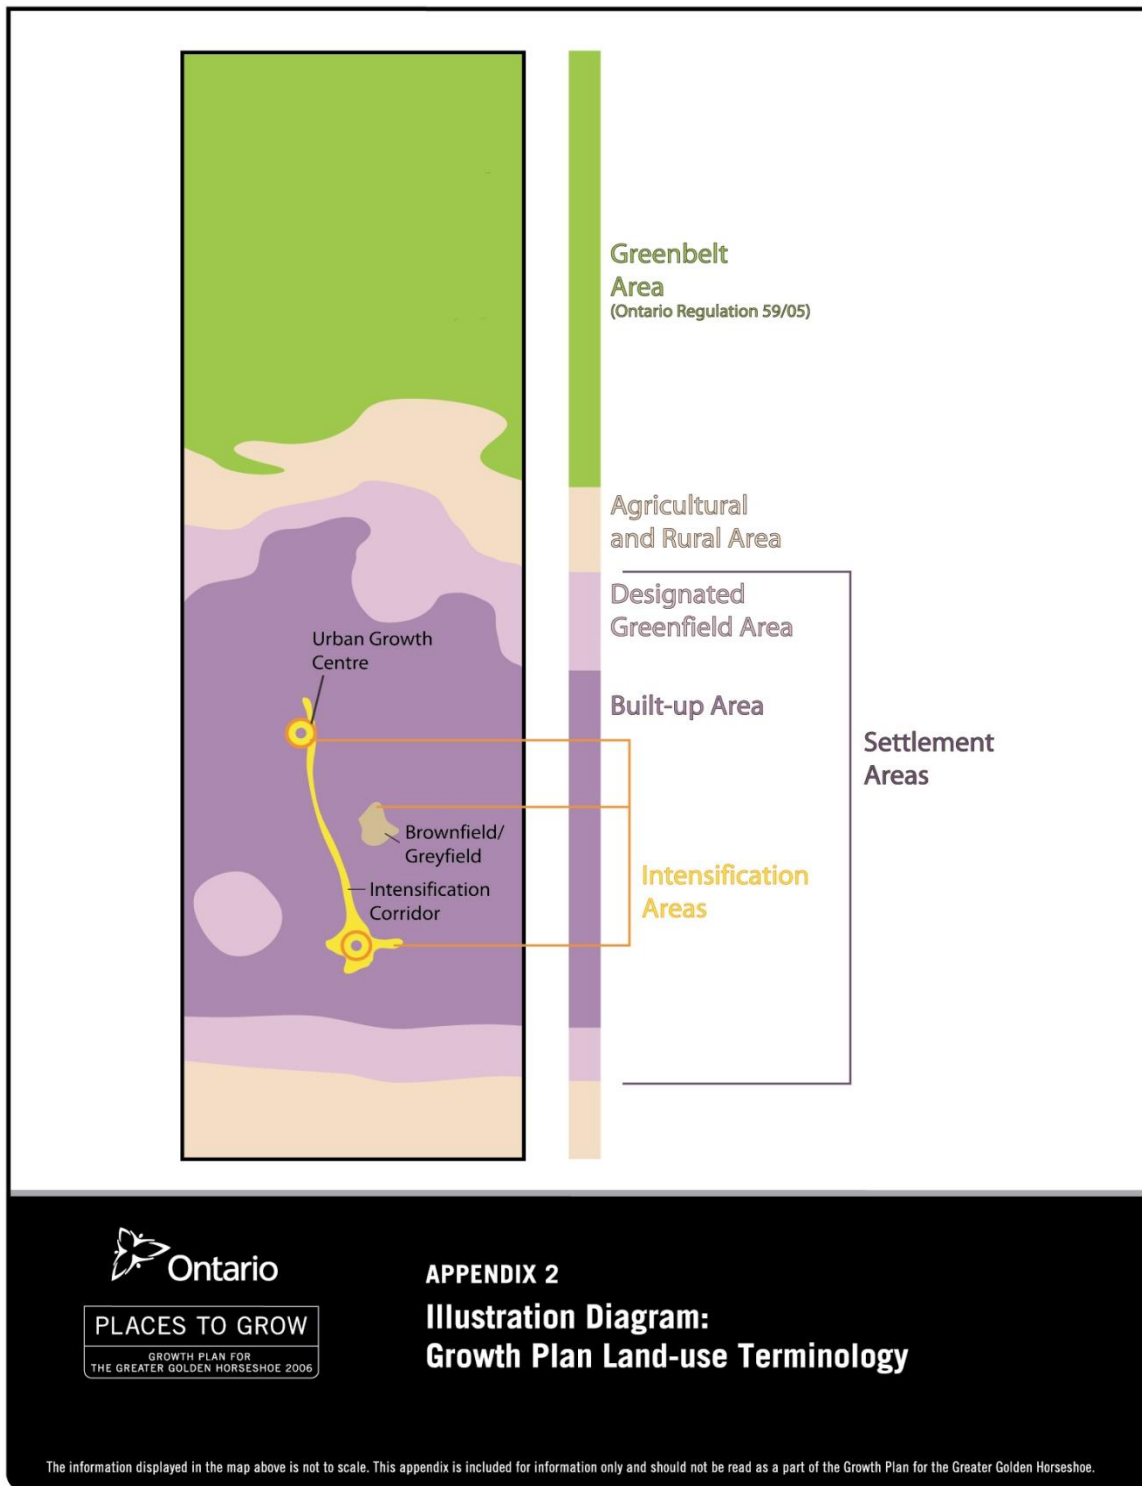 Greenbelt
Area
(Ontario Regulation 59/05)
Agricultural
and Rural Area
Designated
Greenfield Area
Urban Growth
Centre
Built-up Area
Settlement
Areas
Brownfield/
Greyfield
Intensification
Corridor
Intensification
Areas
Ontario
PLACES TO GROW
GROWTH PLAN FOR
THE GREATER GOLDEN HORSESHOE 2006
APPENDIX 2
Illustration Diagram:
Growth Plan Land-use Terminology
The information displayed in the map above is not to scale. This appendix is included for information only and should not be read as a part of the Growth Plan for the Greater Golden Horseshoe.